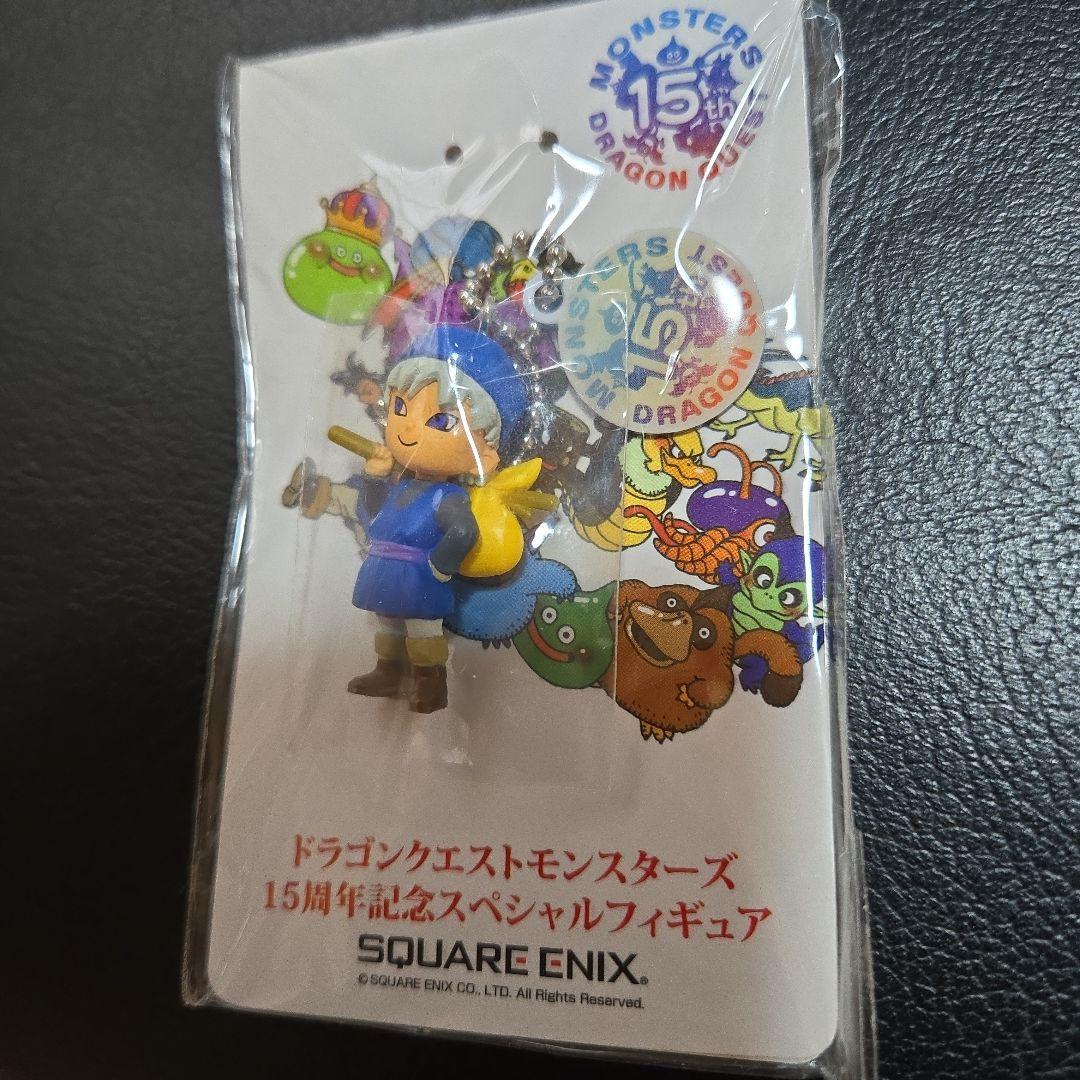 MONSTERS
15th
DRAGON QUEST
MONSTERS
15th
DRAGON QUEST
ドラゴンクエストモンスターズ
15周年記念スペシャルフィギュア
SQUARE ENIX®
© SQUARE ENIX CO., LTD. All Rights Reserved.